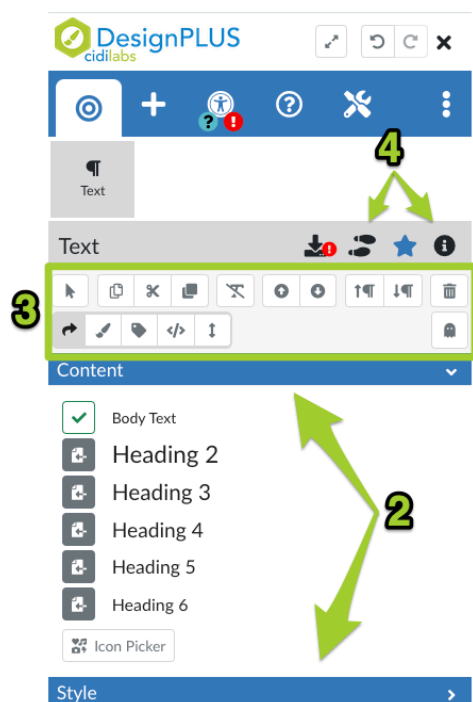 DesignPLUS
cidilabs
4
Text
Text
3
Content
Body Text
Heading 2
Heading 3
2
Heading 4
Heading 5
Heading 6
Icon Picker
Style